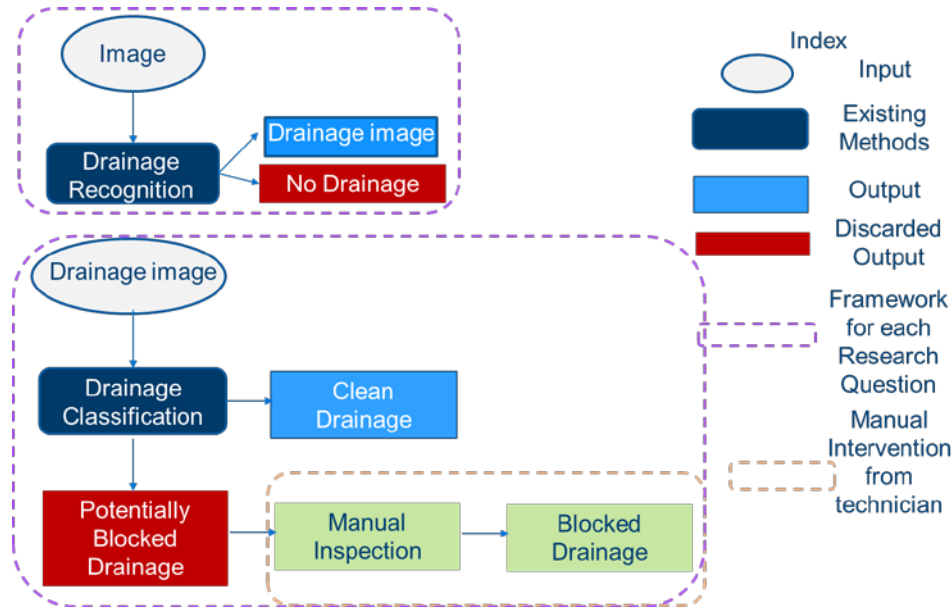 Image
Drainage
Recognition
Drainage image
No Drainage
Drainage image
Drainage
Classification
Clean
Drainage
Potentially
Blocked
Drainage
Manual
Inspection
Blocked
Drainage
Index
Input
Existing
Methods
Output
Discarded
Output
Framework
for each
Research
Question
Manual
Intervention
from
technician